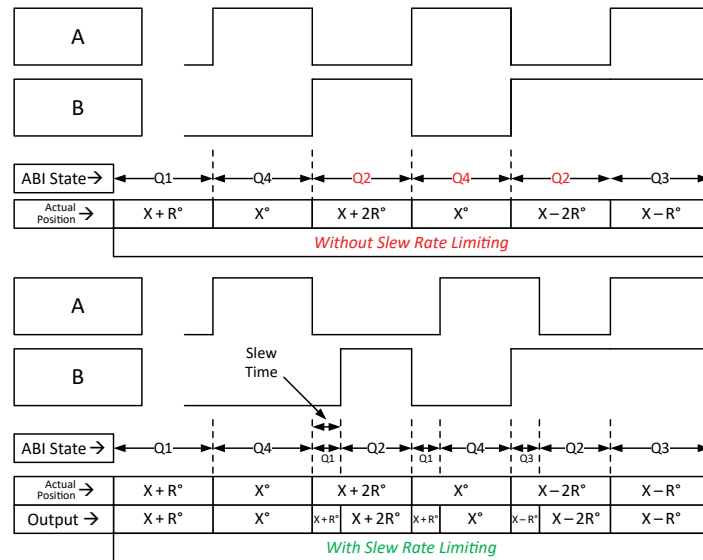 A
B
ABI State → Q1 Q4 Q2 Q4 Q2 Q3
Actual Position → X + R° X° X + 2R° X° X – 2R° X – R°
Without Slew Rate Limiting
A
B
Slew Time
ABI State → Q1 Q4 Q1 Q2 Q1 Q4 Q3 Q2 Q3
Actual Position → X + R° X° X + 2R° X° X – 2R° X – R°
Output → X + R° X° X + R° X + 2R° X + R° X° X – R° X – 2R° X – R°
With Slew Rate Limiting